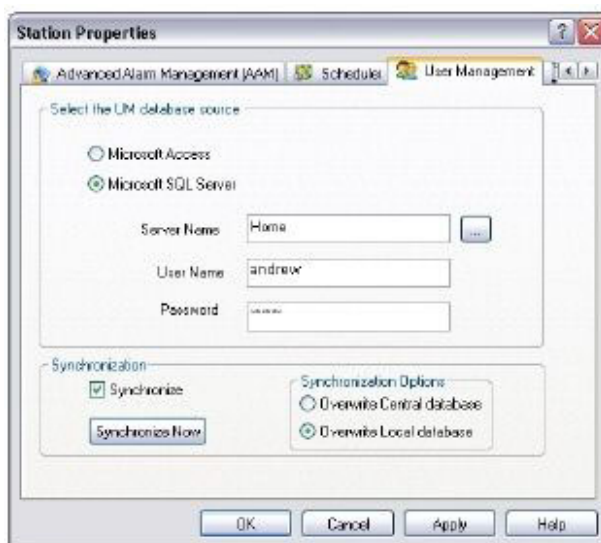 Station Properties
Advanced Alarm Management (AAM) Scheduler User Management
Select the UM database source
Microsoft Access
Microsoft SQL Server
Server Name Home ...
User Name andrew
Password
Synchronization
Synchronize
Synchronize Now
Synchronization Options
Overwrite Central database
Overwrite Local database
OK Cancel Apply Help